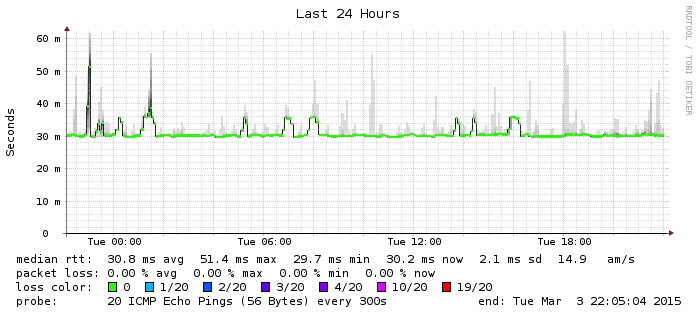 Last 24 Hours
RRDTOOL / TOBI OETIKER
Seconds
60 m
50 m
40 m
30 m
20 m
10 m
0
Tue 00:00 Tue 06:00 Tue 12:00 Tue 18:00
median rtt: 30.8 ms avg 51.4 ms max 29.7 ms min 30.2 ms now 2.1 ms sd 14.9 am/s
packet loss: 0.00 % avg 0.00 % max 0.00 % min 0.00 % now
loss color: 0 1/20 2/20 3/20 4/20 10/20 19/20
probe: 20 ICMP Echo Pings (56 Bytes) every 300s end: Tue Mar 3 22:05:04 2015